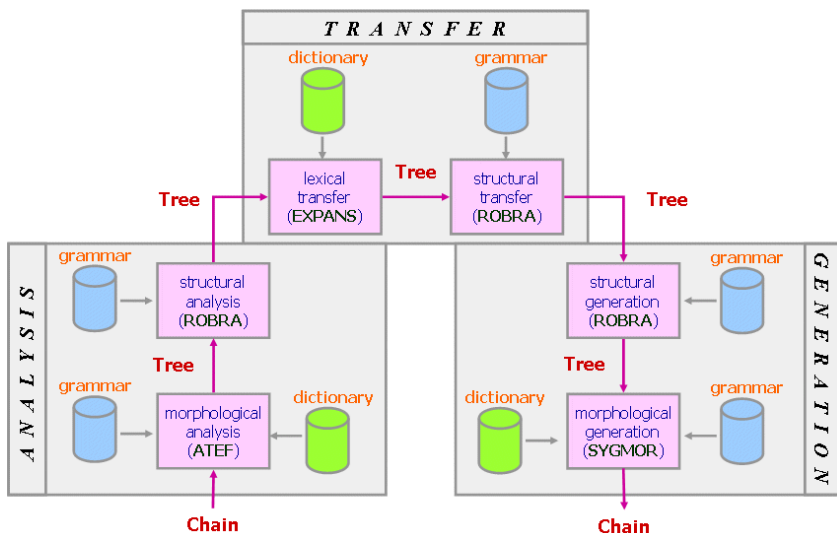 TRANSFER
dictionary
grammar
lexical
transfer
(EXPANS)
Tree
structural
transfer
(ROBRA)
Tree
Tree
ANALYSIS
grammar
structural
analysis
(ROBRA)
Tree
grammar
morphological
analysis
(ATEF)
dictionary
Chain
GENERATION
structural
generation
(ROBRA)
grammar
Tree
dictionary
morphological
generation
(SYGMOR)
grammar
Chain